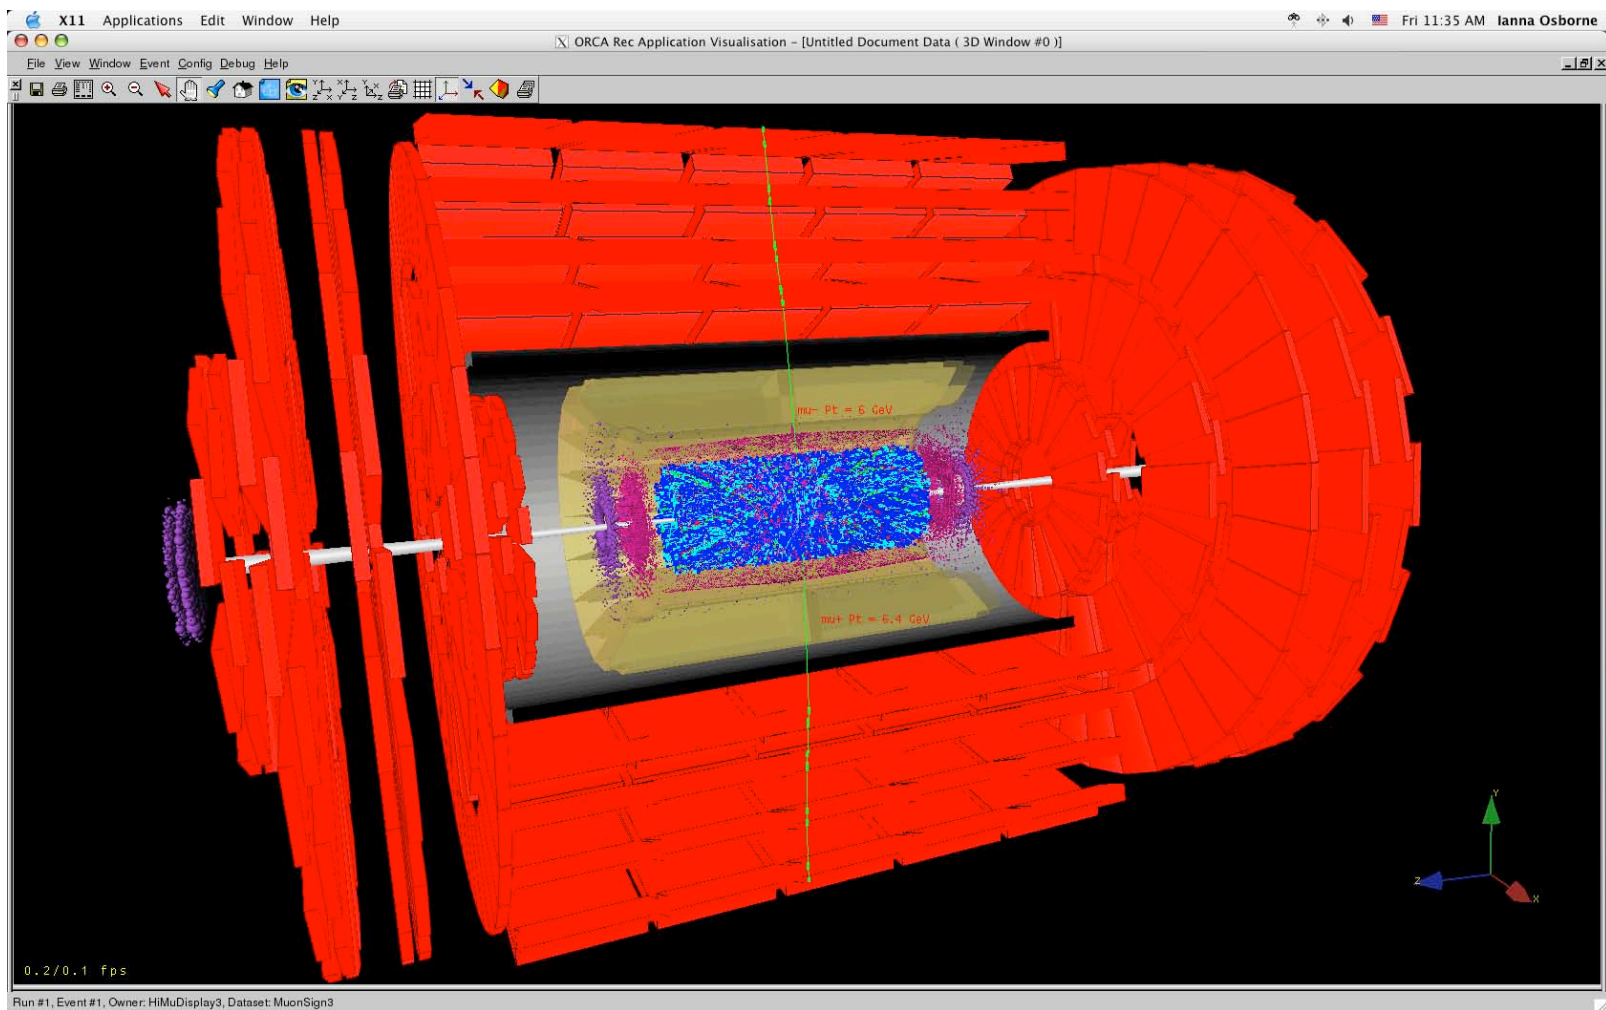 X11 Applications Edit Window Help Fri 11:35 AM Ianna Osborne
X ORCA Rec Application Visualisation – [Untitled Document Data ( 3D Window #0 )]
File View Window Event Config Debug Help
mu- Pt = 6 GeV
mu+ Pt = 6.4 GeV
Y
Z
X
0.2/0.1 fps
Run #1, Event #1, Owner: HiMuDisplay3, Dataset: MuonSign3